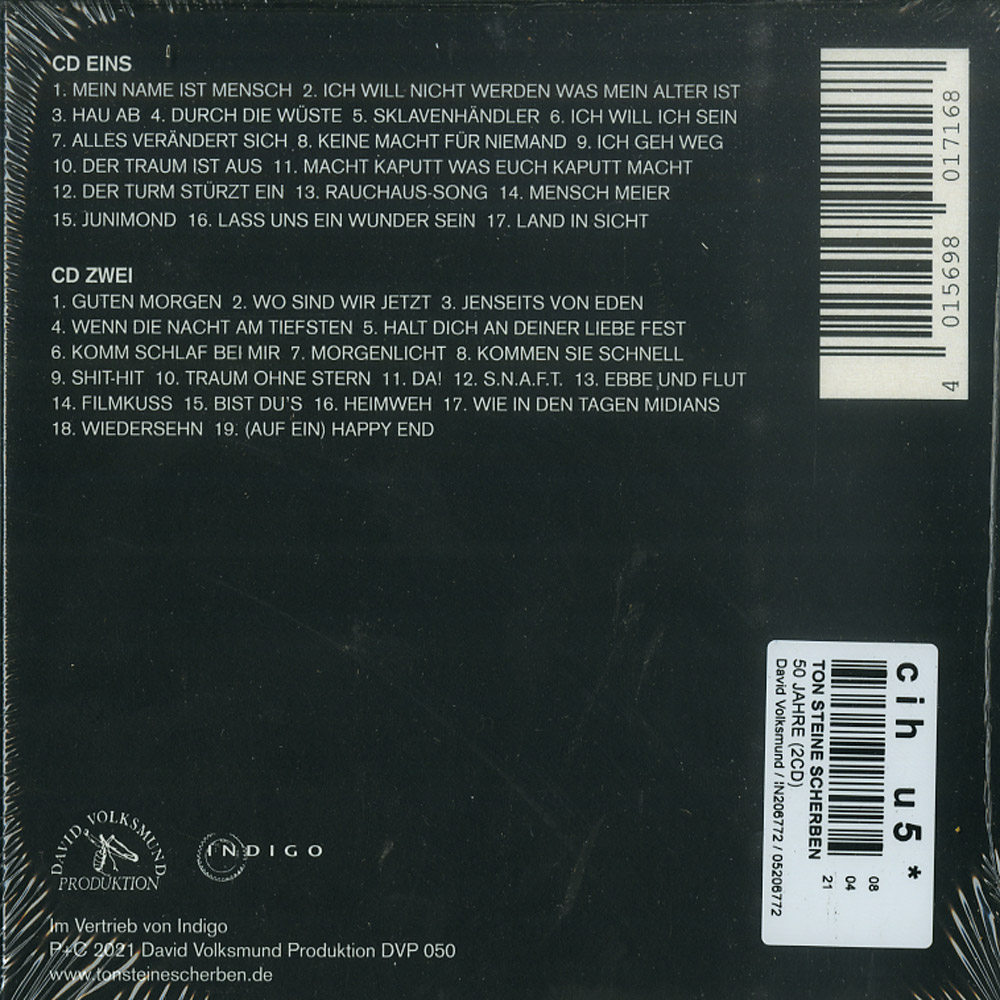 CD EINS
1. MEIN NAME IST MENSCH 2. ICH WILL NICHT WERDEN WAS MEIN ALTER IST
3. HAU AB 4. DURCH DIE WÜSTE 5. SKLAVENHÄNDLER 6. ICH WILL ICH SEIN
7. ALLES VERÄNDERT SICH 8. KEINE MACHT FÜR NIEMAND 9. ICH GEH WEG
10. DER TRAUM IST AUS 11. MACHT KAPUTT WAS EUCH KAPUTT MACHT
12. DER TURM STÜRZT EIN 13. RAUCHAUS-SONG 14. MENSCH MEIER
15. JUNIMOND 16. LASS UNS EIN WUNDER SEIN 17. LAND IN SICHT
CD ZWEI
1. GUTEN MORGEN 2. WO SIND WIR JETZT 3. JENSEITS VON EDEN
4. WENN DIE NACHT AM TIEFSTEN 5. HALT DICH AN DEINER LIEBE FEST
6. KOMM SCHLAF BEI MIR 7. MORGENLICHT 8. KOMMEN SIE SCHNELL
9. SHIT-HIT 10. TRAUM OHNE STERN 11. DA! 12. S.N.A.F.T. 13. EBBE UND FLUT
14. FILMKUSS 15. BIST DU'S 16. HEIMWEH 17. WIE IN DEN TAGEN MIDIANS
18. WIEDERSEHN 19. (AUF EIN) HAPPY END
4 015698 017168
cih u5 *
08
04
21
TON STEINE SCHERBEN
50 JAHRE (2CD)
David Volksmund / IN206772 / 05206772
DAVID VOLKSMUND
PRODUKTION
INDIGO
Im Vertrieb von Indigo
P+C 2021 David Volksmund Produktion DVP 050
www.tonsteinescherben.de